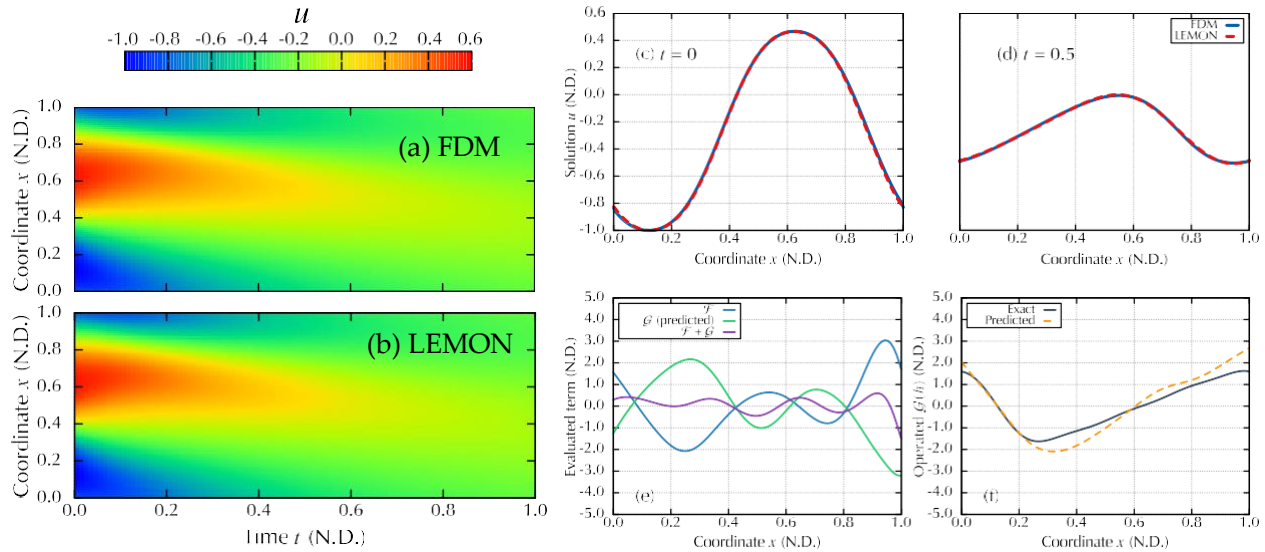 u
-1.0 -0.8 -0.6 -0.4 -0.2 0.0 0.2 0.4 0.6
1.0
0.8
0.6
0.4
0.2
0.0
Coordinate x (N.D.)
(a) FDM
1.0
0.8
0.6
0.4
0.2
0.0
Coordinate x (N.D.)
(b) LEMON
0.0 0.2 0.4 0.6 0.8 1.0
Time t (N.D.)
0.6
0.4
0.2
0.0
-0.2
-0.4
-0.6
-0.8
-1.0
Solution u (N.D.)
(c) t = 0
0.0 0.2 0.4 0.6 0.8 1.0
Coordinate x (N.D.)
FDM
LEMON
(d) t = 0.5
0.0 0.2 0.4 0.6 0.8 1.0
Coordinate x (N.D.)
5.0
4.0
3.0
2.0
1.0
0.0
-1.0
-2.0
-3.0
-4.0
-5.0
Evaluated term (N.D.)
ℱ
𝒢 (predicted)
ℱ + 𝒢
(e)
0.0 0.2 0.4 0.6 0.8 1.0
Coordinate x (N.D.)
5.0
4.0
3.0
2.0
1.0
0.0
-1.0
-2.0
-3.0
-4.0
-5.0
Operated 𝒢(h) (N.D.)
Exact
Predicted
(f)
0.0 0.2 0.4 0.6 0.8 1.0
Coordinate x (N.D.)